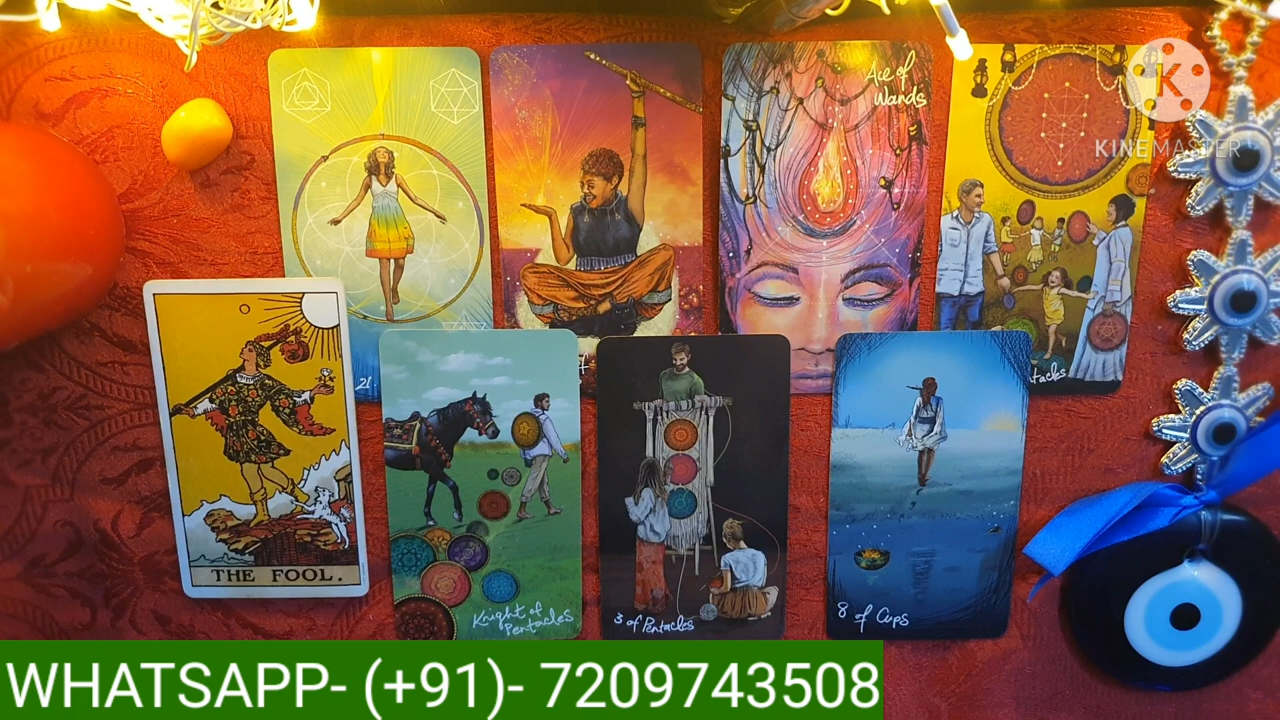 Ace of
Wands
K
KINEMASTER
21.
tacles
THE FOOL.
Knight of
Pentacles
3 of Pentacles
8 of Cups
WHATSAPP- (+91)- 7209743508